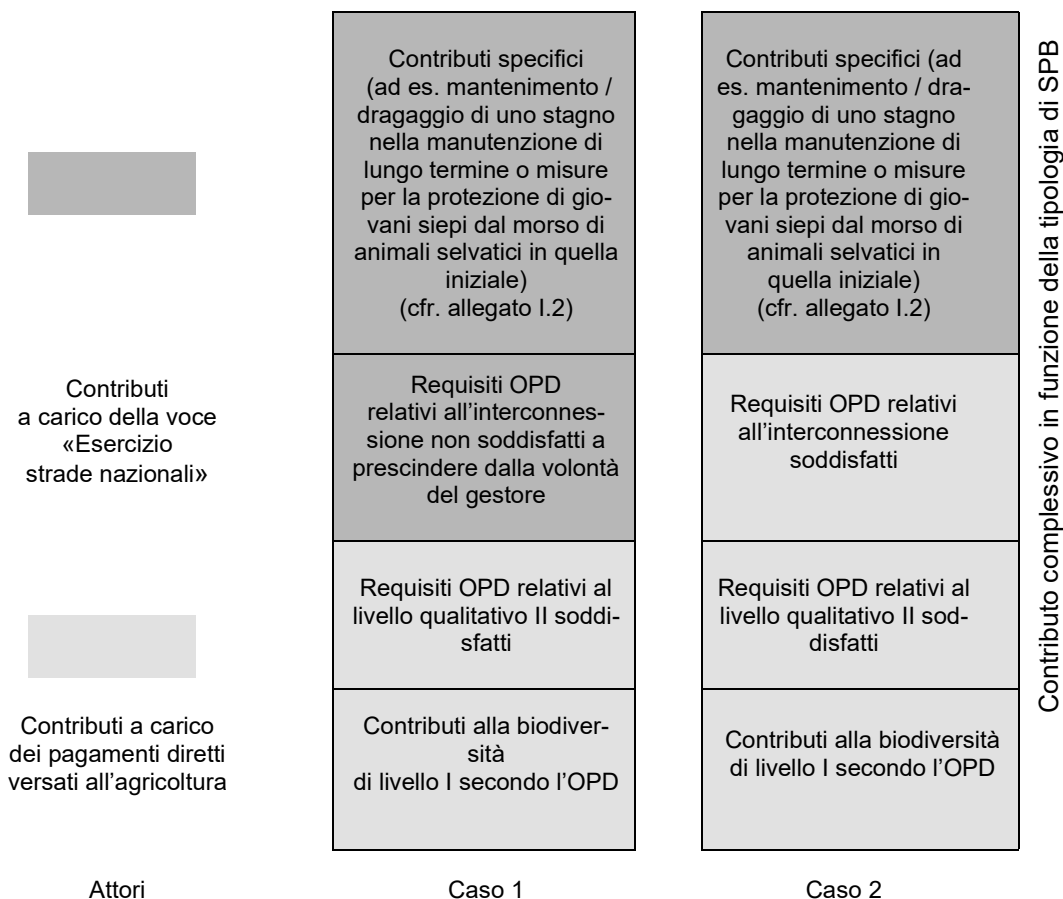 Contributi
a carico della voce
«Esercizio
strade nazionali»
Contributi a carico
dei pagamenti diretti
versati all'agricoltura
Attori
Contributi specifici
(ad es. mantenimento /
dragaggio di uno stagno
nella manutenzione di
lungo termine o misure
per la protezione di gio-
vani siepi dal morso di
animali selvatici in quella
iniziale)
(cfr. allegato I.2)
Requisiti OPD
relativi all'interconnes-
sione non soddisfatti a
prescindere dalla volontà
del gestore
Requisiti OPD relativi al
livello qualitativo II soddi-
sfatti
Contributi alla biodiver-
sità
di livello I secondo l'OPD
Caso 1
Contributi specifici (ad
es. mantenimento / dra-
gaggio di uno stagno
nella manutenzione di
lungo termine o misure
per la protezione di gio-
vani siepi dal morso di
animali selvatici in
quella iniziale)
(cfr. allegato I.2)
Requisiti OPD relativi
all'interconnessione
soddisfatti
Requisiti OPD relativi al
livello qualitativo II sod-
disfatti
Contributi alla biodiversità
di livello I secondo l'OPD
Caso 2
Contributo complessivo in funzione della tipologia di SPB